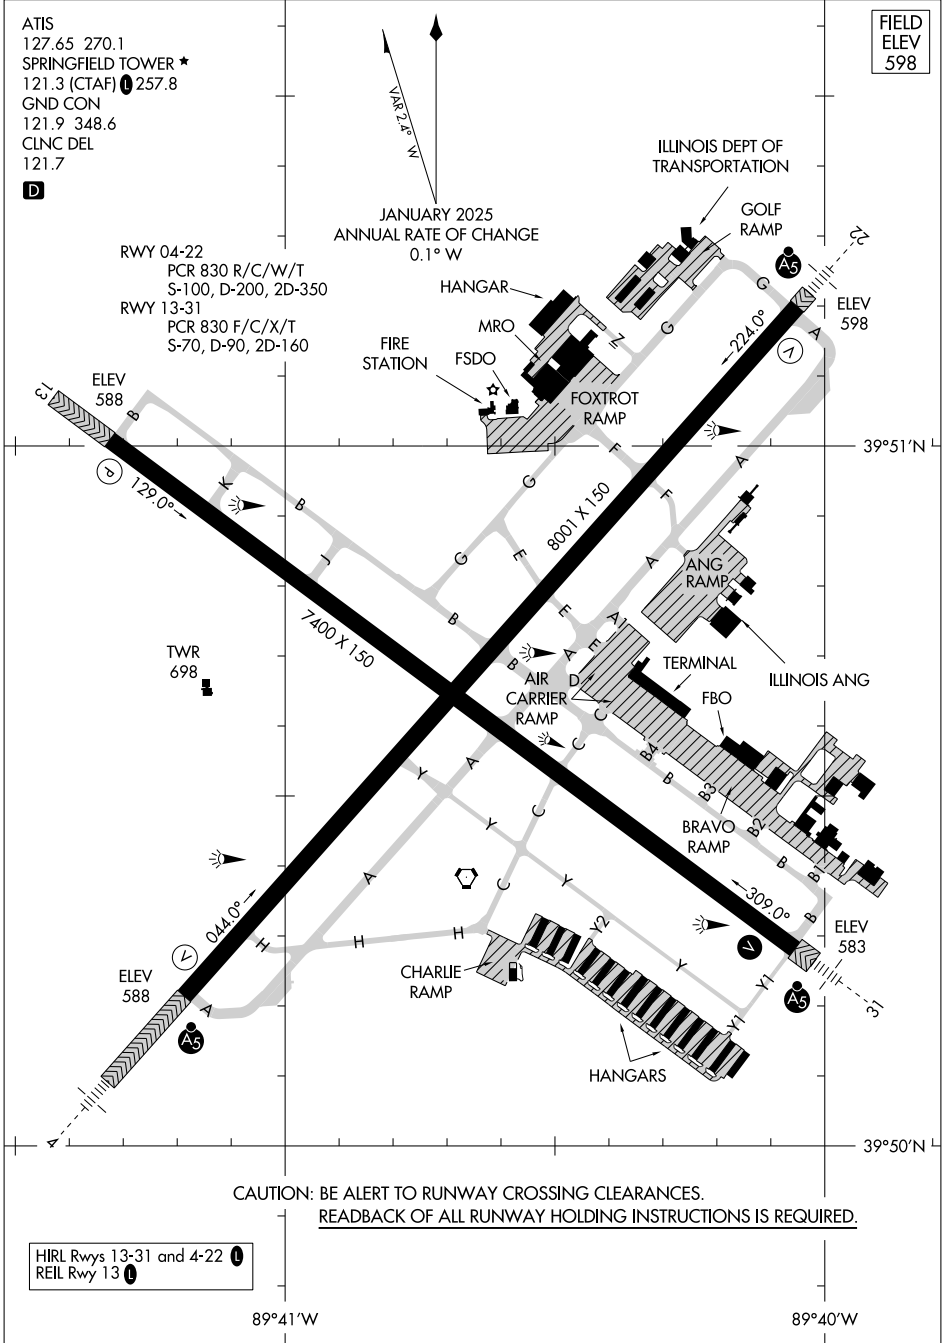 ATIS
127.65 270.1
SPRINGFIELD TOWER ★
121.3 (CTAF) L 257.8
GND CON
121.9 348.6
CLNC DEL
121.7
D
FIELD
ELEV
598
VAR 2.4° W
JANUARY 2025
ANNUAL RATE OF CHANGE
0.1° W
ILLINOIS DEPT OF
TRANSPORTATION
GOLF
RAMP
RWY 04-22
PCR 830 R/C/W/T
S-100, D-200, 2D-350
RWY 13-31
PCR 830 F/C/X/T
S-70, D-90, 2D-160
HANGAR
MRO
FIRE
STATION
FSDO
FOXTROT
RAMP
N
G
G
22
A5
ELEV
598
A
V
224.0°
ELEV
588
13
B
P
129.0°
K
B
J
39°51'N
G
F
F
A
8001 X 150
G
E
A
ANG
RAMP
E
A1
E
A
B
B
7400 X 150
TWR
698
TERMINAL
ILLINOIS ANG
D
AIR
CARRIER
RAMP
FBO
C
C
B4
B
B3
B2
B
B1
BRAVO
RAMP
Y
A
Y
C
Y
A
C
309.0°
B
ELEV
583
044.0°
V
H
H
H
Y2
Y
V
Y1
A5
31
ELEV
588
A
A5
CHARLIE
RAMP
Y1
HANGARS
4
39°50'N
CAUTION: BE ALERT TO RUNWAY CROSSING CLEARANCES.
READBACK OF ALL RUNWAY HOLDING INSTRUCTIONS IS REQUIRED.
HIRL Rwys 13-31 and 4-22 L
REIL Rwy 13 L
89°41'W
89°40'W